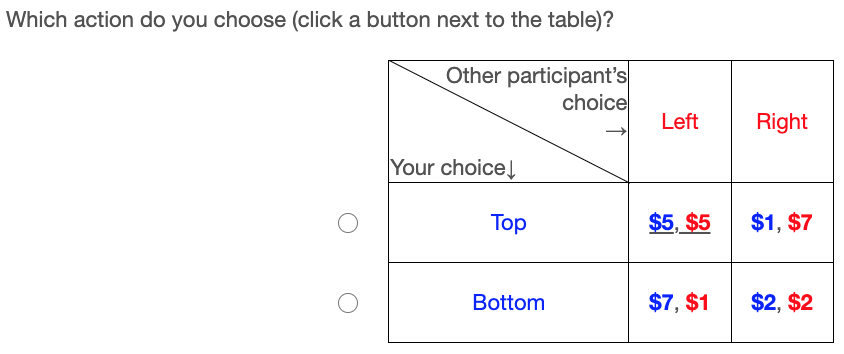 Which action do you choose (click a button next to the table)?
Other participant's
choice
→
Your choice↓
Left
Right
Top
$5, $5
$1, $7
Bottom
$7, $1
$2, $2